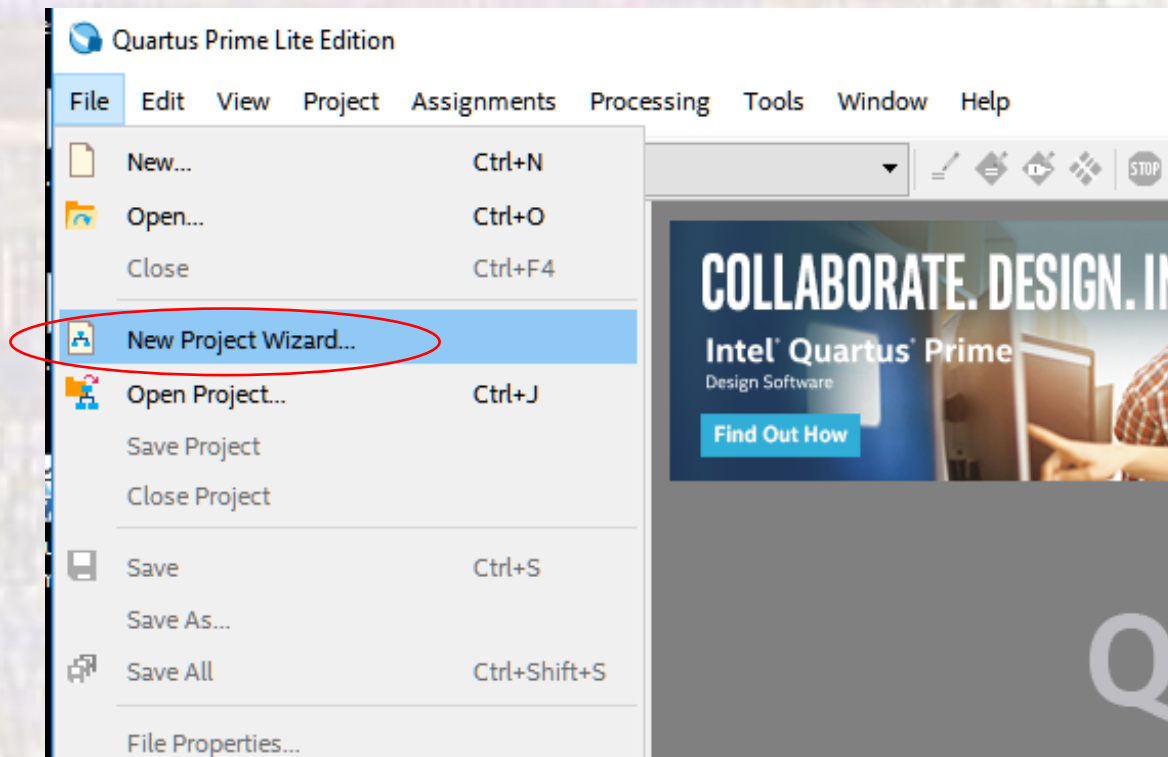 Quartus Prime Lite Edition
File Edit View Project Assignments Processing Tools Window Help
New... Ctrl+N
STOP
Open... Ctrl+O
Close Ctrl+F4
New Project Wizard...
Open Project... Ctrl+J
Save Project
Close Project
Save Ctrl+S
Save As...
Save All Ctrl+Shift+S
File Properties...
COLLABORATE. DESIGN. IN
Intel® Quartus® Prime
Design Software
Find Out How
Q